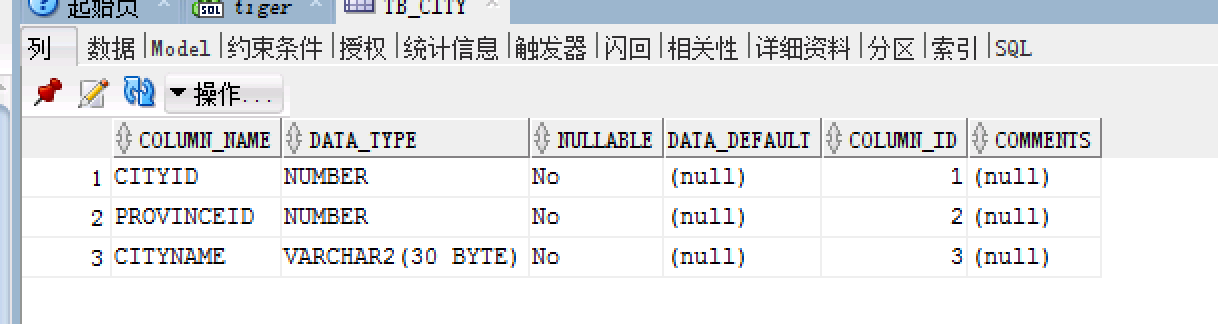 起始页 SQL tiger TB_CITY
列 数据 Model 约束条件 授权 统计信息 触发器 闪回 相关性 详细资料 分区 索引 SQL
操作...
COLUMN_NAME DATA_TYPE NULLABLE DATA_DEFAULT COLUMN_ID COMMENTS
1 CITYID NUMBER No (null) 1 (null)
2 PROVINCEID NUMBER No (null) 2 (null)
3 CITYNAME VARCHAR2(30 BYTE) No (null) 3 (null)